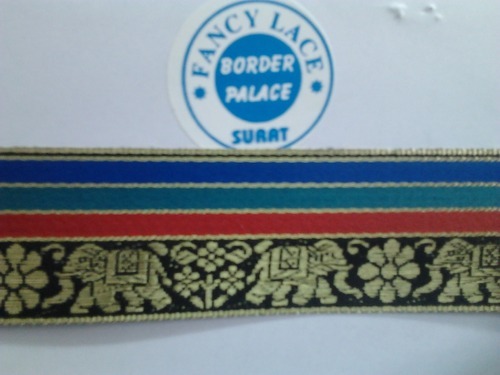 FANCY LACE
BORDER
PALACE
SURAT